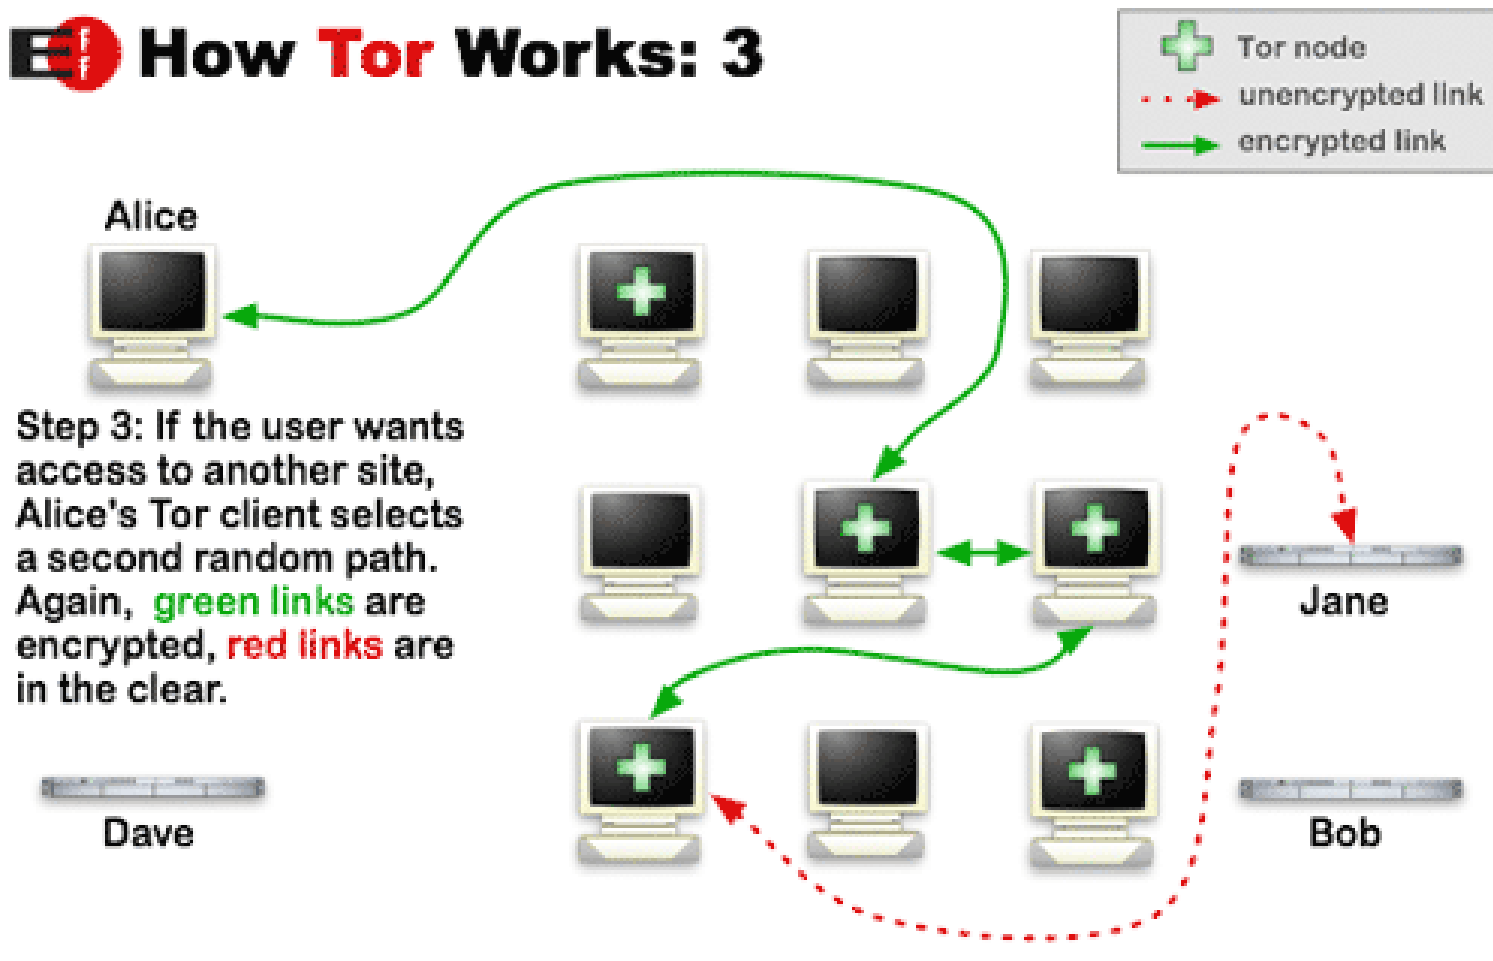 EFF How Tor Works: 3
Tor node
unencrypted link
encrypted link
Alice
Step 3: If the user wants
access to another site,
Alice's Tor client selects
a second random path.
Again, green links are
encrypted, red links are
in the clear.
Jane
Dave
Bob